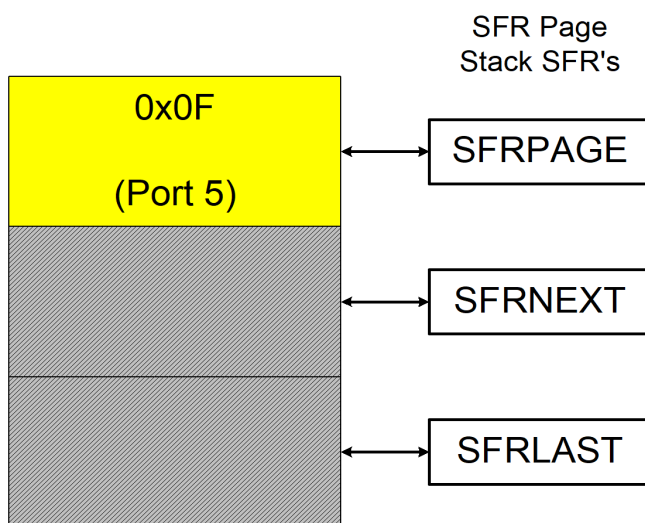 SFR Page
Stack SFR's
0x0F
(Port 5)
SFRPAGE
SFRNEXT
SFRLAST